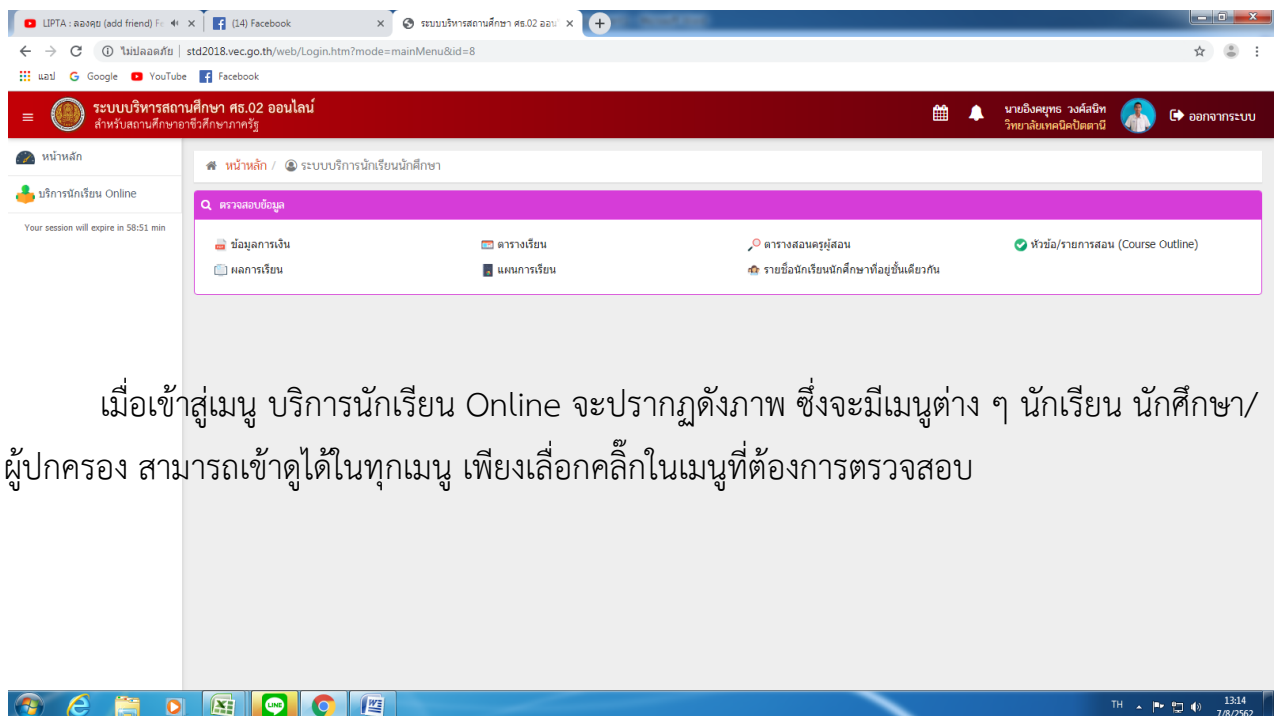 LIPTA : ลองคุย (add friend) Fe
(14) Facebook
ระบบบริหารสถานศึกษา ศธ.02 ออน
ไม่ปลอดภัย | std2018.vec.go.th/web/Login.htm?mode=mainMenu&id=8
แอป Google YouTube Facebook
ระบบบริหารสถานศึกษา ศธ.02 ออนไลน์
สำหรับสถานศึกษาอาชีวศึกษาภาครัฐ
นายอิงคยุทธ วงศ์สนิท
วิทยาลัยเทคนิคปัตตานี
ออกจากระบบ
หน้าหลัก
บริการนักเรียน Online
Your session will expire in 58:51 min
หน้าหลัก / ระบบบริการนักเรียนนักศึกษา
ตรวจสอบข้อมูล
ข้อมูลการเงิน ตารางเรียน ตารางสอนครูผู้สอน หัวข้อ/รายการสอน (Course Outline)
ผลการเรียน แผนการเรียน รายชื่อนักเรียนนักศึกษาที่อยู่ชั้นเดียวกัน
เมื่อเข้าสู่เมนู บริการนักเรียน Online จะปรากฏดังภาพ ซึ่งจะมีเมนูต่าง ๆ นักเรียน นักศึกษา/
ผู้ปกครอง สามารถเข้าดูได้ในทุกเมนู เพียงเลื่อกคลิ๊กในเมนูที่ต้องการตรวจสอบ
TH
13:14
7/8/2562